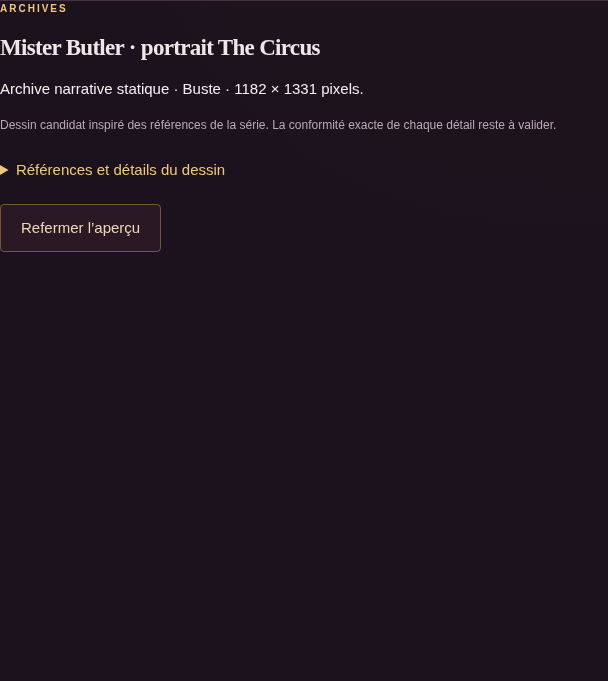 ARCHIVES
Mister Butler · portrait The Circus
Archive narrative statique · Buste · 1182 × 1331 pixels.
Dessin candidat inspiré des références de la série. La conformité exacte de chaque détail reste à valider.
Références et détails du dessin
Refermer l’aperçu